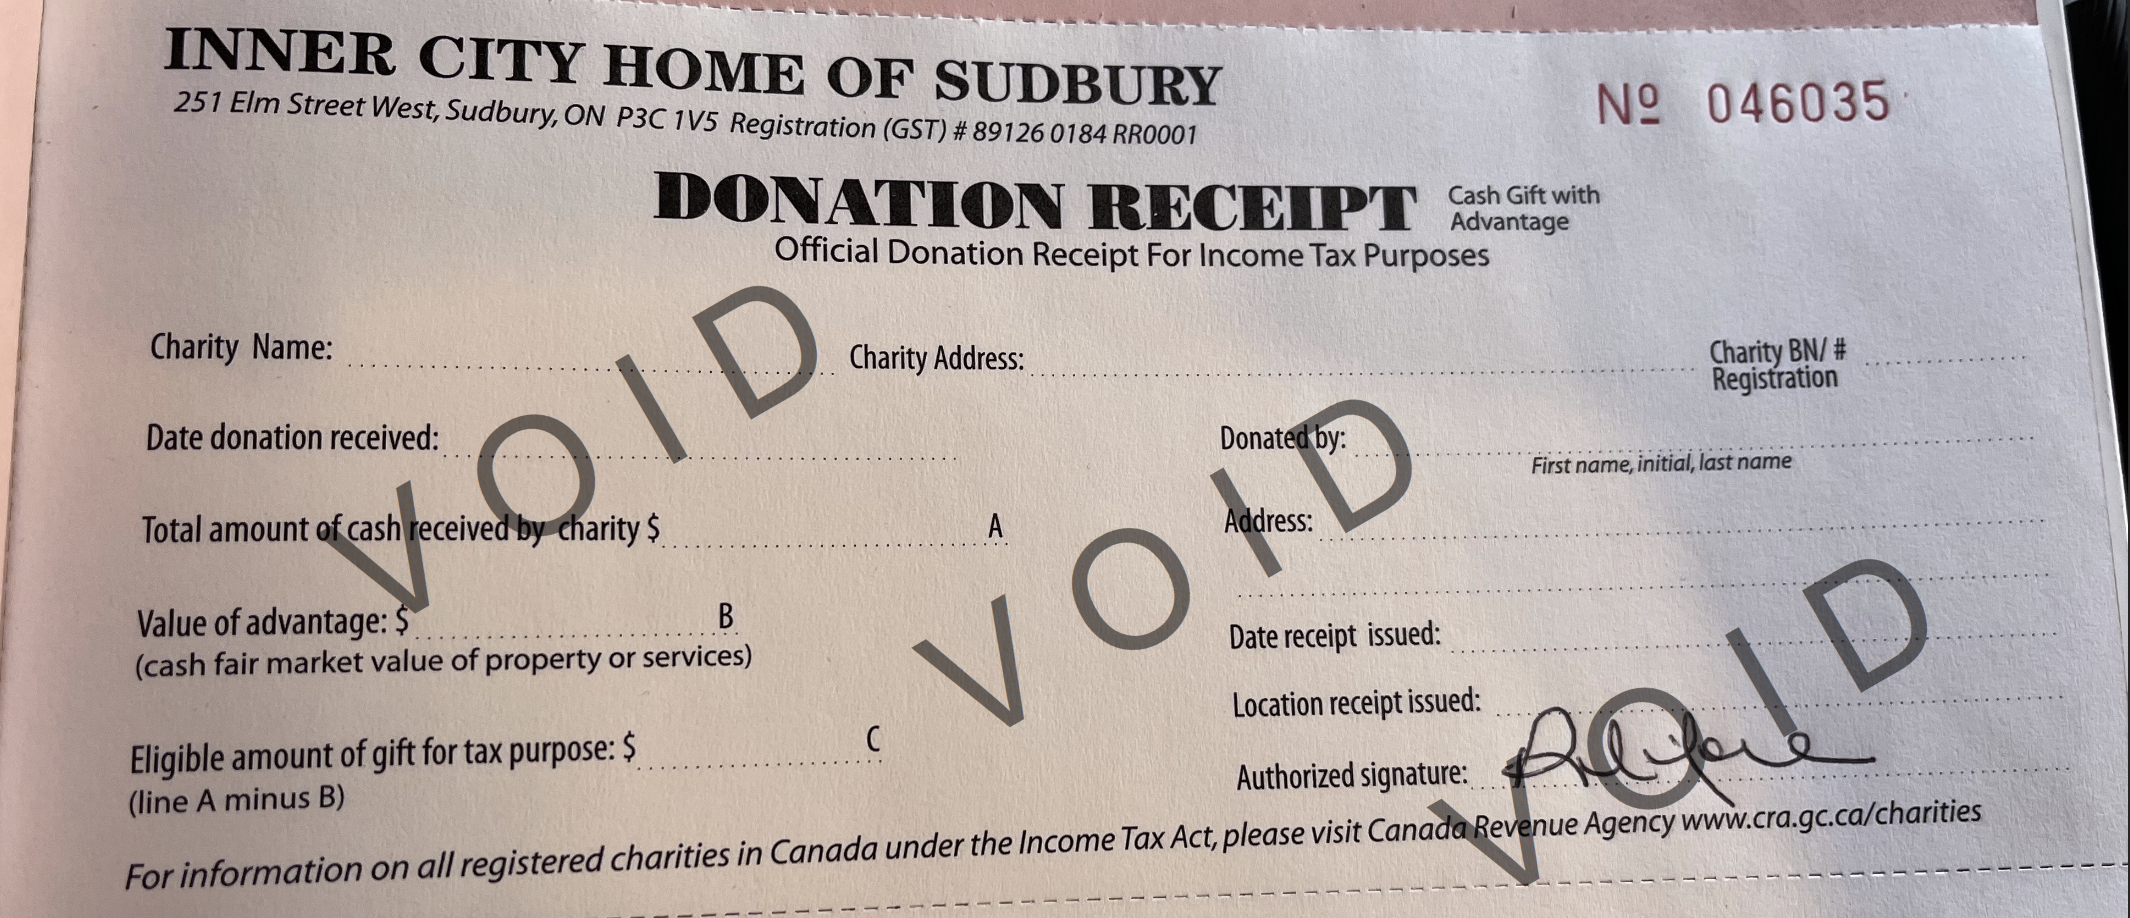 INNER CITY HOME OF SUDBURY
Nº 046035
251 Elm Street West, Sudbury, ON P3C 1V5 Registration (GST) # 89126 0184 RR0001
DONATION RECEIPT
Cash Gift with
Advantage
Official Donation Receipt For Income Tax Purposes
Charity Name:
Charity Address:
Charity BN/ #
Registration
Date donation received:
Donated by:
First name, initial, last name
Total amount of cash received by charity $ A
Address:
Value of advantage: $ B
(cash fair market value of property or services)
Date receipt issued:
Location receipt issued:
Eligible amount of gift for tax purpose: $ C
(line A minus B)
Authorized signature:
For information on all registered charities in Canada under the Income Tax Act, please visit Canada Revenue Agency www.cra.gc.ca/charities
VOID
VOID
VOID